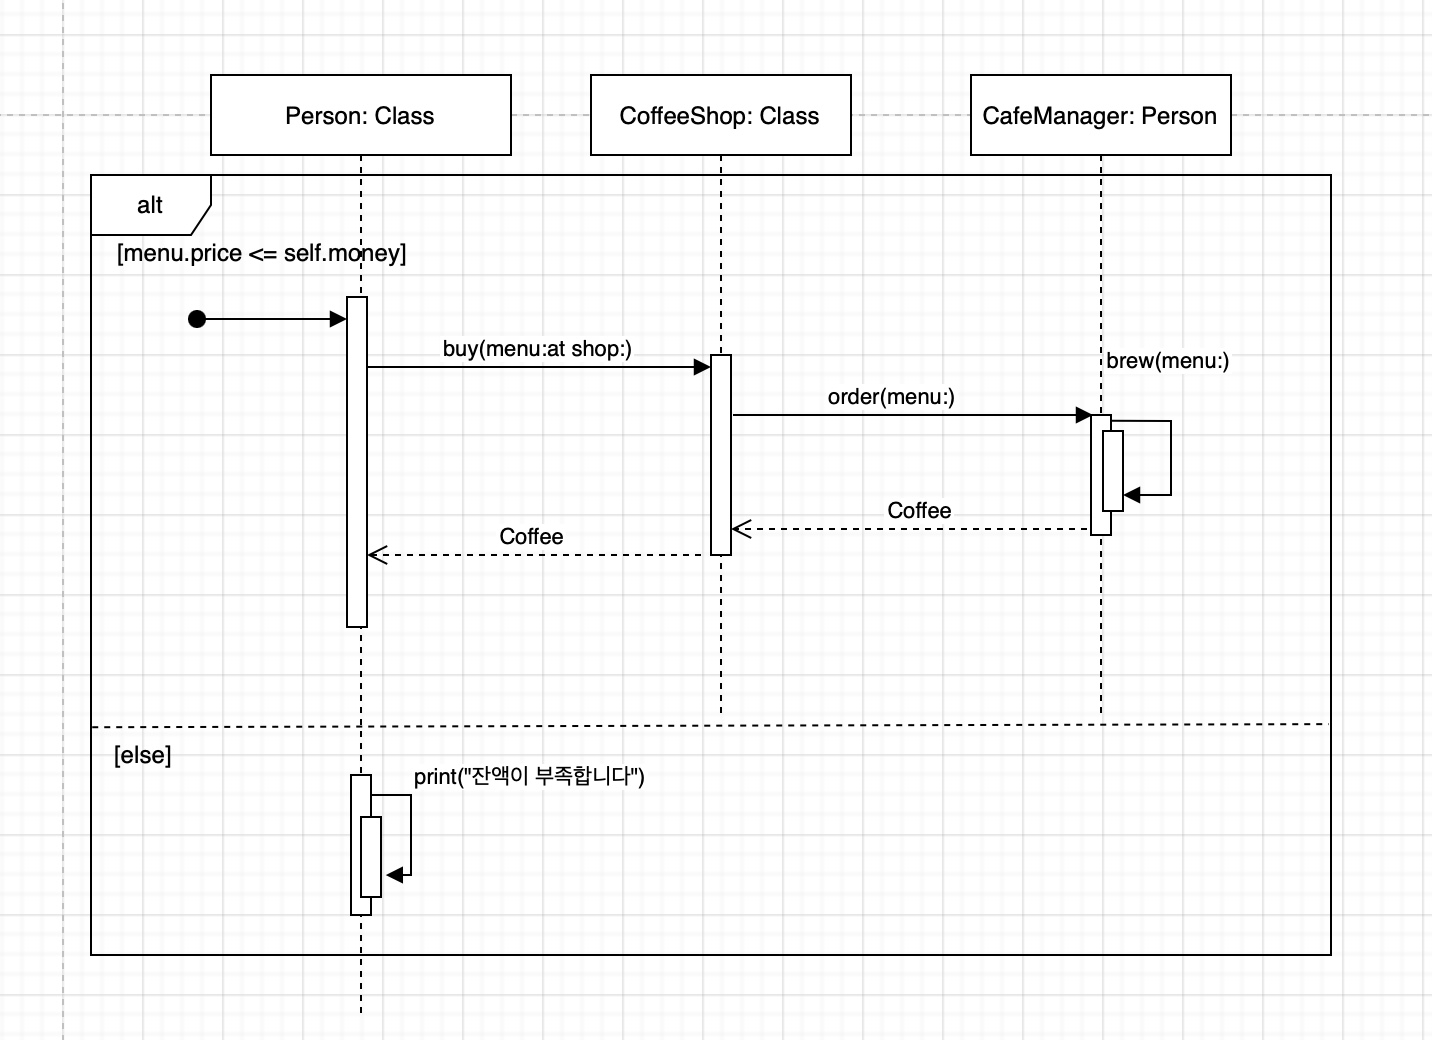 Person: Class
CoffeeShop: Class
CafeManager: Person
alt
[menu.price <= self.money]
buy(menu:at shop:)
brew(menu:)
order(menu:)
Coffee
Coffee
[else]
print("잔액이 부족합니다")